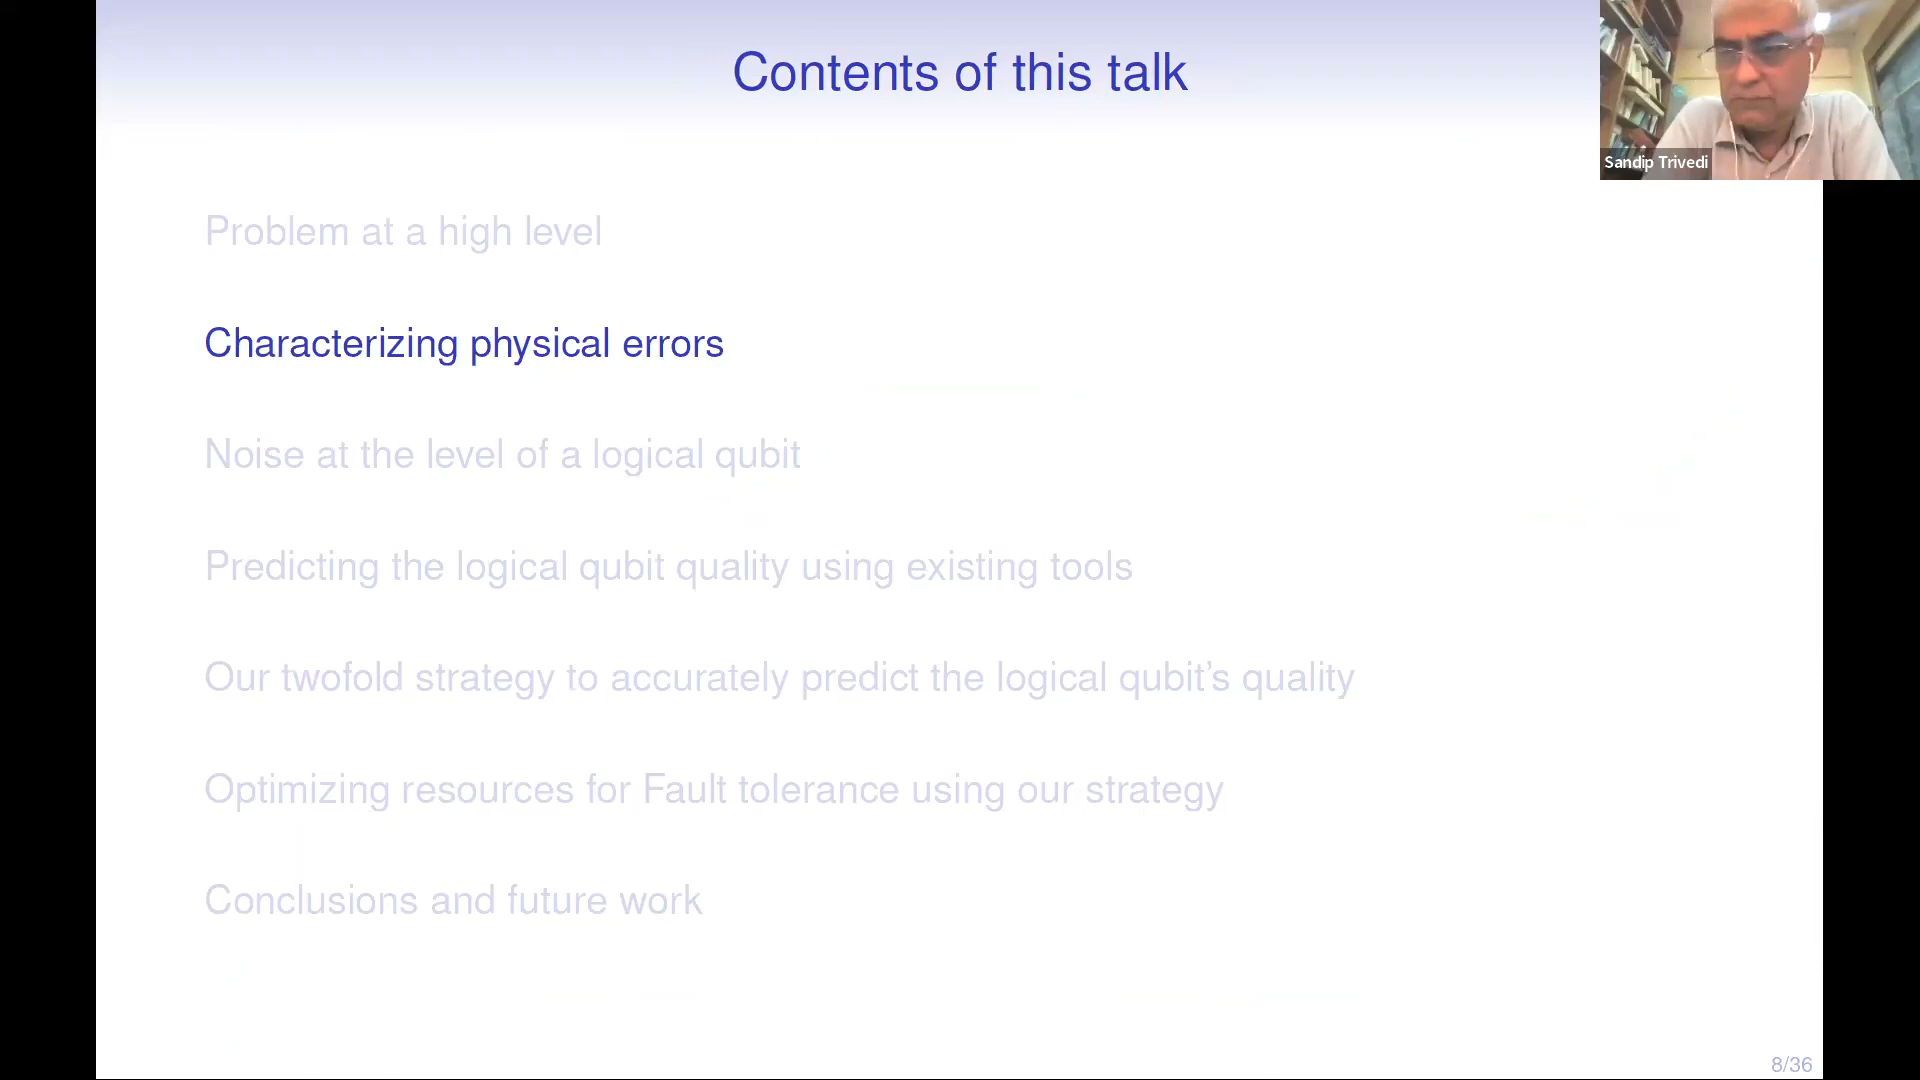 Contents of this talk
Sandip Trivedi
Problem at a high level
Characterizing physical errors
Noise at the level of a logical qubit
Predicting the logical qubit quality using existing tools
Our twofold strategy to accurately predict the logical qubit’s quality
Optimizing resources for Fault tolerance using our strategy
Conclusions and future work
8/36